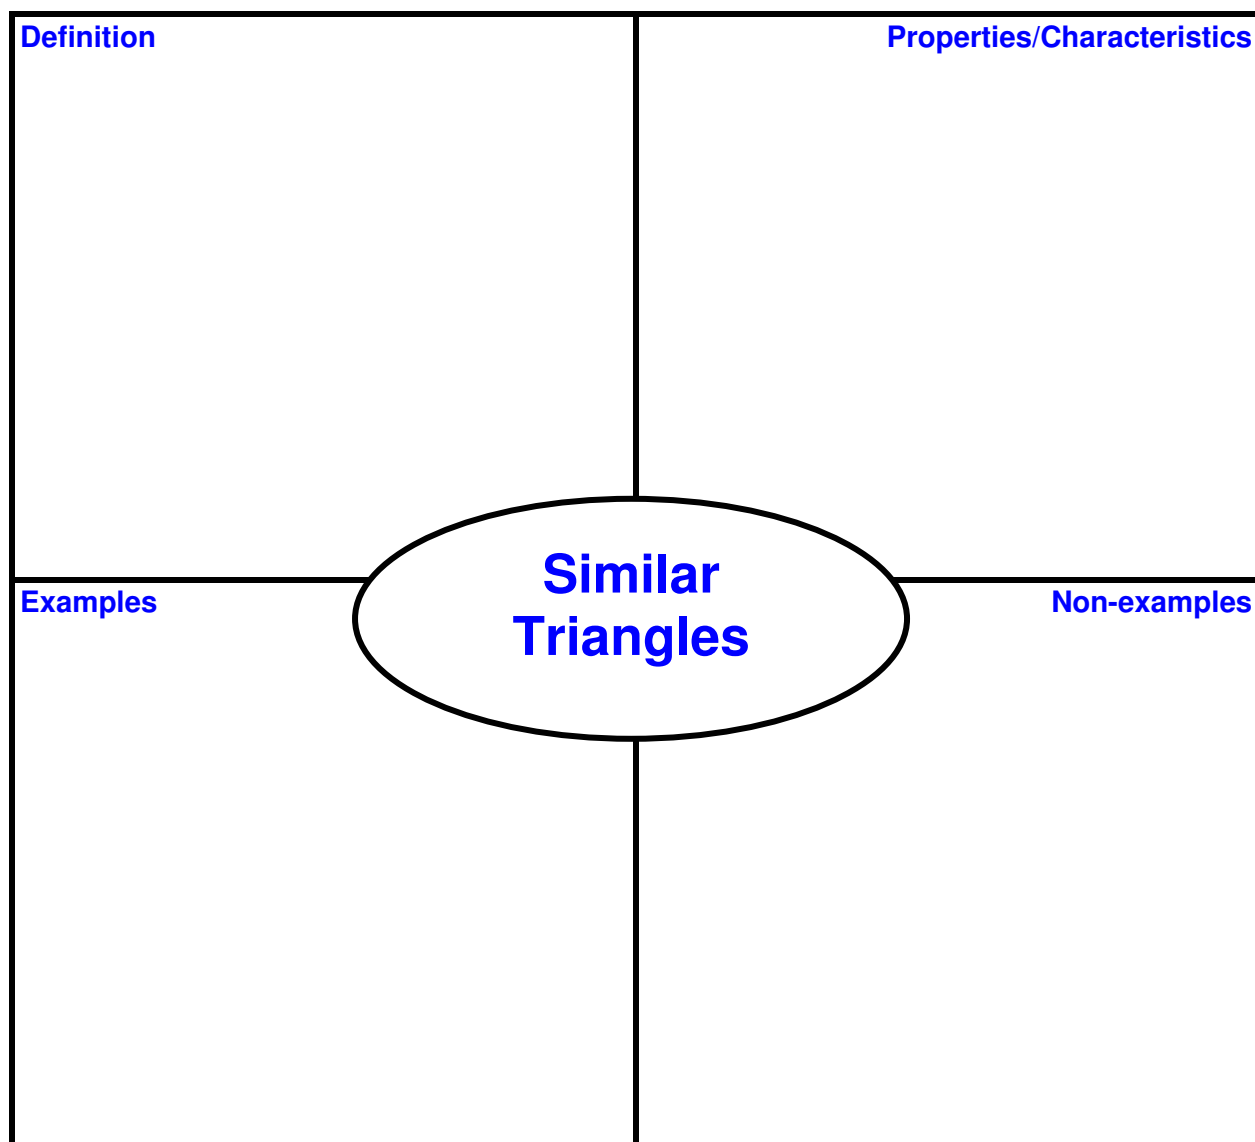 Definition
Properties/Characteristics
Similar
Triangles
Examples
Non-examples